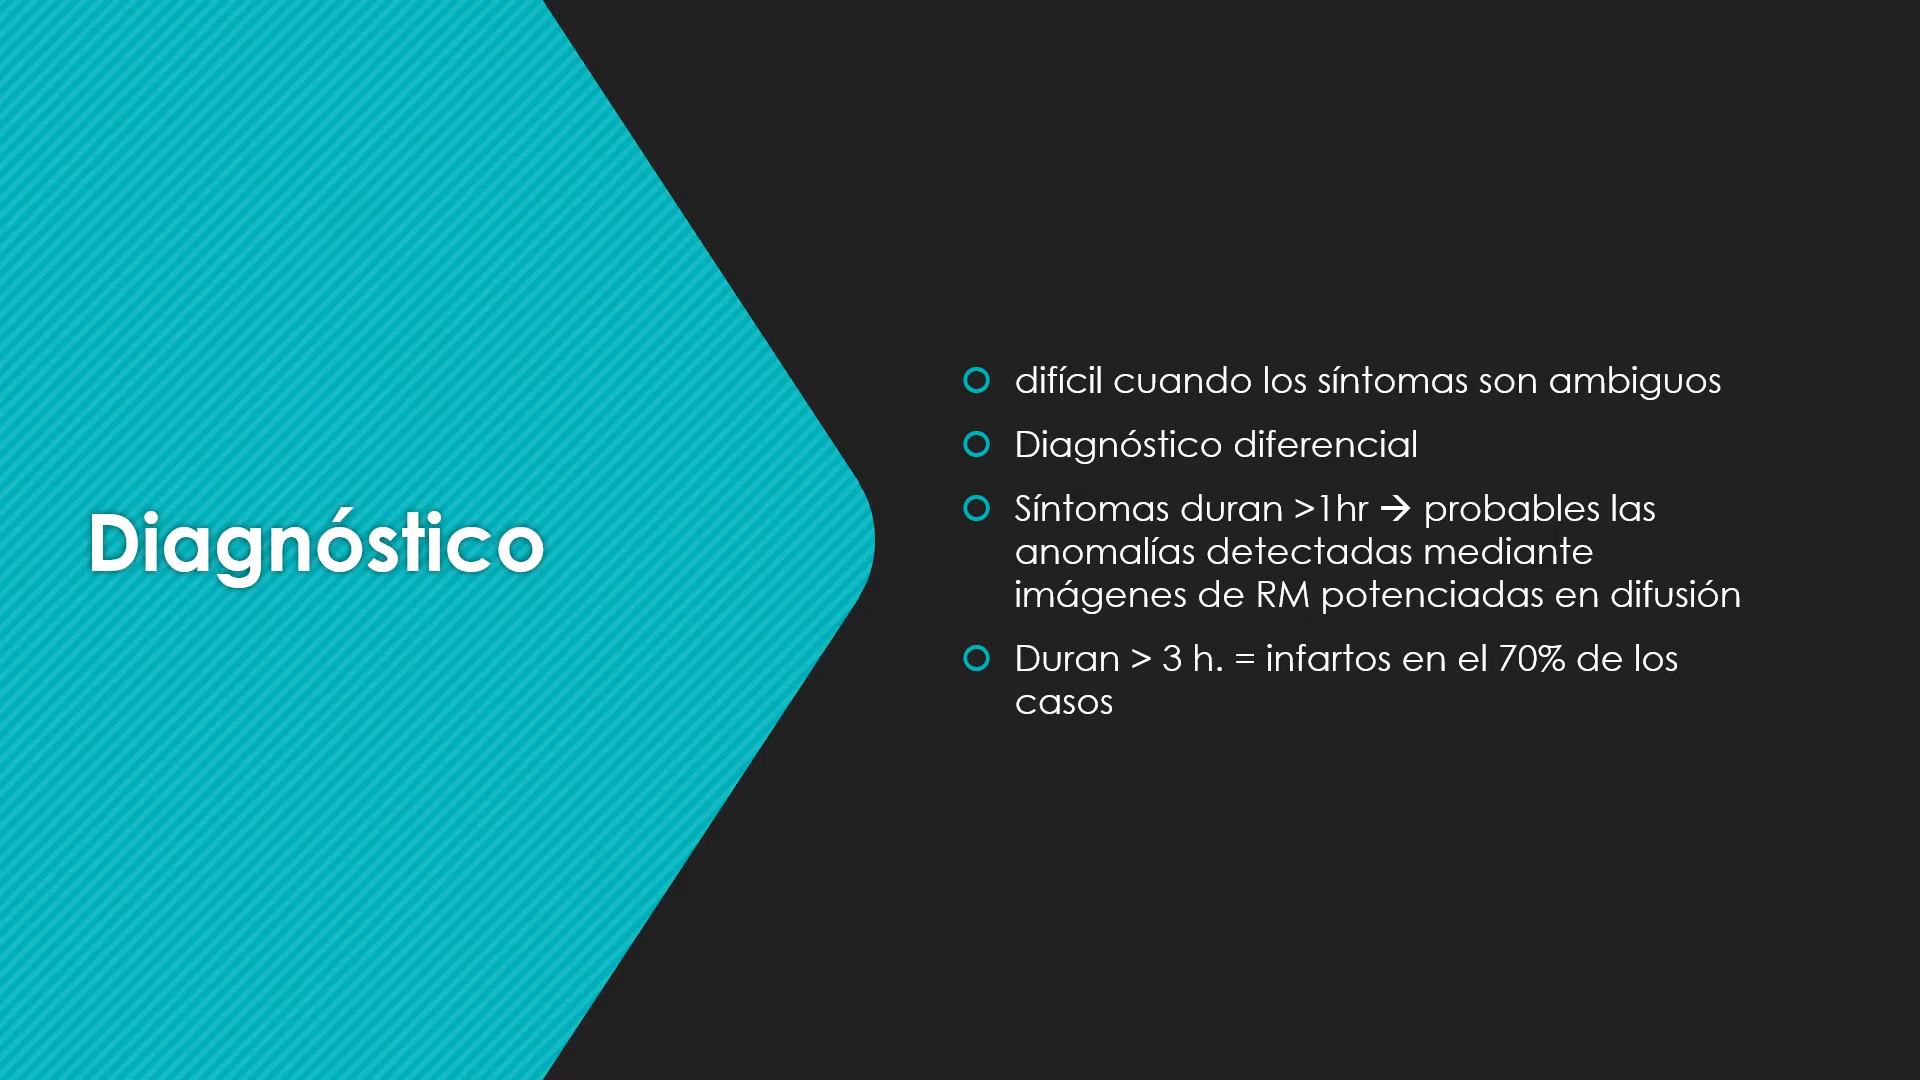 Diagnóstico
difícil cuando los síntomas son ambiguos
Diagnóstico diferencial
Síntomas duran >1hr → probables las
anomalías detectadas mediante
imágenes de RM potenciadas en difusión
Duran > 3 h. = infartos en el 70% de los
casos